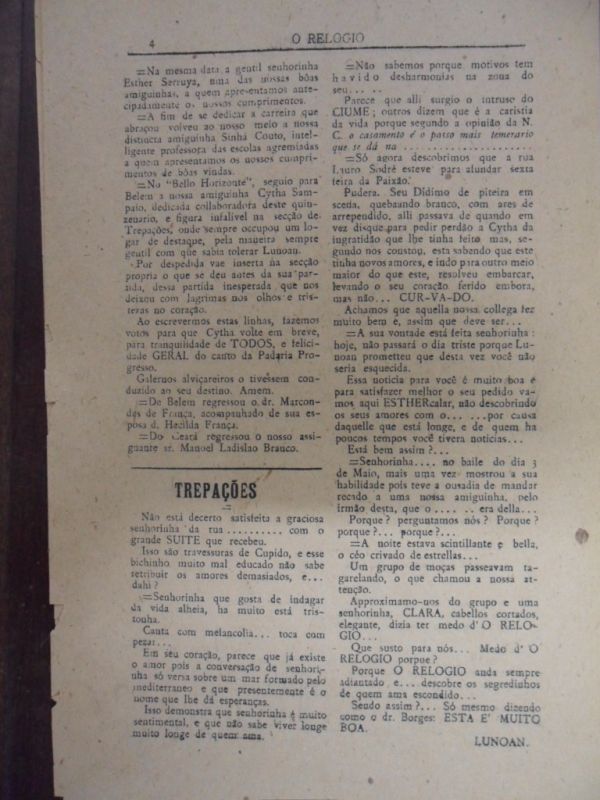 4
O RELOGIO
=Na mesma data a gentil senhorinha
Esther Serruya, uma das nossas bôas
amiguinhas, a quem apresentamos ante-
cipadamente os nossos cumprimentos.
=A fim de se dedicar a carreira que
abraçou volveu ao nosso meio a nossa
distincta amiguinha Sinhá Couto, intel-
ligente professora das escolas agremiadas
a quem apresentamos os nossos cumpri-
mentos de bôas vindas.
=No "Bello Horizonte", seguio para
Belem a nossa amiguinha Cytha Sam-
paio, dedicada collaboradora deste quin-
zenario, e figura infalivel na secção de
Trepações, onde sempre occupou um lo-
gar de destaque, pela maneira sempre
gentil com que sabia tolerar Lunoan.
Por despedida vae inserta na secção
propria o que se deu antes da sua par-
tida, dessa partida inesperada que nos
deixou com lagrimas nos olhos e tris-
tezas no coração.
Ao escrevermos estas linhas, fazemos
votos para que Cytha volte em breve,
para tranquilidade de TODOS, e felici-
dade GERAL do canto da Padaria Pro-
gresso.
Galernos alviçareiros o tivessem con-
duzido ao seu destino. Amem.
=De Belem regressou o dr. Marcon-
des de França, acompanhado de sua es-
posa d. Hecilda França.
=Do Ceará regressou o nosso assi-
gnante sr. Manoel Ladislao Branco.
TREPAÇÕES
Não está decerto satisfeita a graciosa
senhorinha da rua .......... com o
grande SUITE que recebeu.
Isso são travessuras de Cupido, e esse
bichinho muito mal educado não sabe
retribuir os amores demasiados, e...
dahi ?
=Senhorinha que gosta de indagar
da vida alheia, ha muito está tris-
tonha.
Canta com melancolia... toca com
pezar...
Em seu coração, parece que já existe
o amor pois a conversação de senhori-
nha só versa sobre um mar formado pelo
mediterraneo e que presentemente é o
nome que lhe dá esperanças.
Isso demonstra que senhorinha é muito
sentimental, e que não sabe viver longe
muito longe de quem ama.
=Não sabemos porque motivos tem
havido desharmonias na zona do
seu......
Parece que alli surgio o intruso do
CIUME ; outros dizem que é a caristia
da vida porque segundo a opinião da N.
C. o casamento é o passo mais temerario
que se dá na ......................
=Só agora descobrimos que a rua
Lauro Sodré esteve para afundar sexta
feira da Paixão.
Pudera. Seu Didimo de piteira em
scena, quebrando branco, com ares de
arrependido, alli passava de quando em
vez disque para pedir perdão a Cytha da
ingratidão que lhe tinha feito mas, se-
gundo nos constou, esta sabendo que este
tinha novos amores, e indo para outro meio
maior do que este, resolveu embarcar,
levando o seu coração ferido embora,
mas não... CUR-VA-DO.
Achamos que aquella nossa collega fez
muito bem e, assim que deve ser...
=A sua vontade está feita senhorinha :
hoje, não passará o dia triste porque Lu-
noan prometteu que desta vez você não
seria esquecida.
Essa noticia para você é muito boa e
para satisfazer melhor o seu pedido va-
mos aqui ESTHERcalar, não descobrindo
os seus amores com o... ...por causa
daquelle que está longe, e de quem ha
poucos tempos você tivera noticias...
Está bem assim ?...
=Senhorinha.... no baile do dia 3
de Maio, mais uma vez mostrou a sua
habilidade pois teve a ousadia de mandar
recado a uma nossa amiguinha, pelo
irmão desta, que o .... .. era della...
Porque ? perguntamos nós ? Porque ?
porque ?... porque ?...
=A noite estava scintillante e bella,
o céo crivado de estrellas...
Um grupo de moças passeavam ta-
garelando, o que chamou a nossa at-
tenção.
Approximamo-nos do grupo e uma
senhorinha, CLARA, cabellos cortados,
elegante, dizia ter medo d' O RELO-
GIO...
Que susto para nós... Medo d' O
RELOGIO porpue ?
Porque O RELOGIO anda sempre
adiantado e... descobre os segredinhos
de quem ama escondido...
Sendo assim ?... Só mesmo dizendo
como o dr. Borges: ESTA E' MUITO
BOA.
LUNOAN.